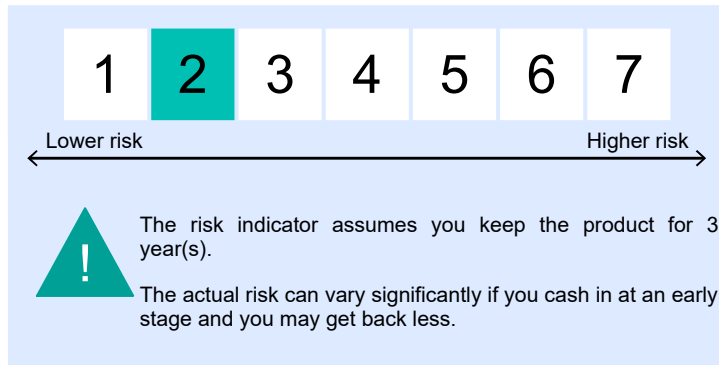 1 2 3 4 5 6 7
Lower risk Higher risk
!
The risk indicator assumes you keep the product for 3
year(s).
The actual risk can vary significantly if you cash in at an early
stage and you may get back less.